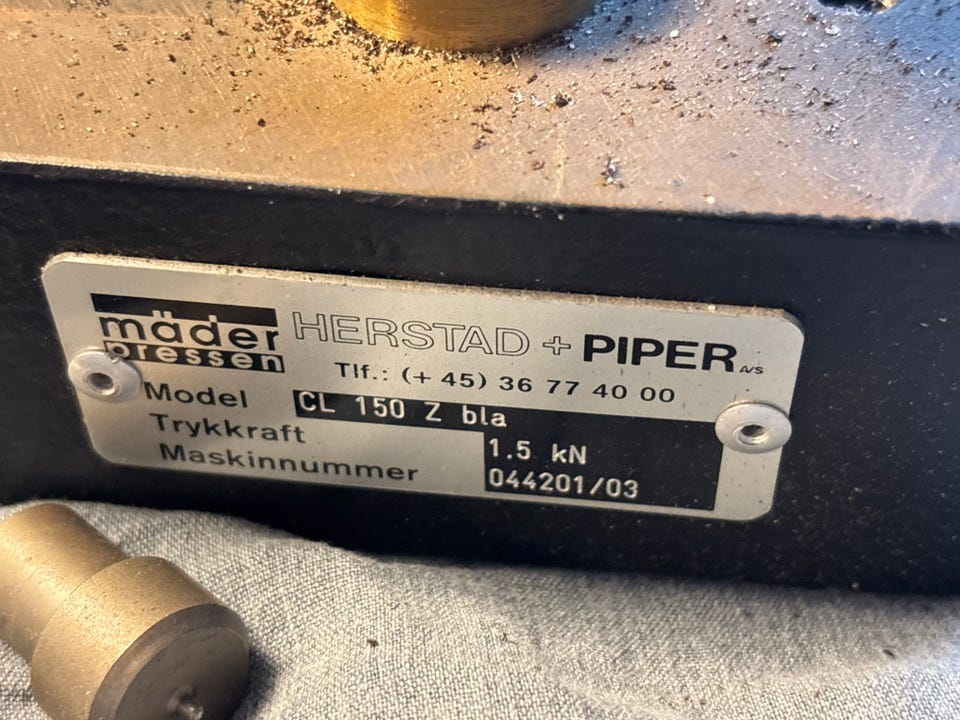 mäder
pressen
HERSTAD + PIPER A/S
Tlf.: (+ 45) 36 77 40 00
Model CL 150 Z bla
Trykkraft 1.5 kN
Maskinnummer 044201/03